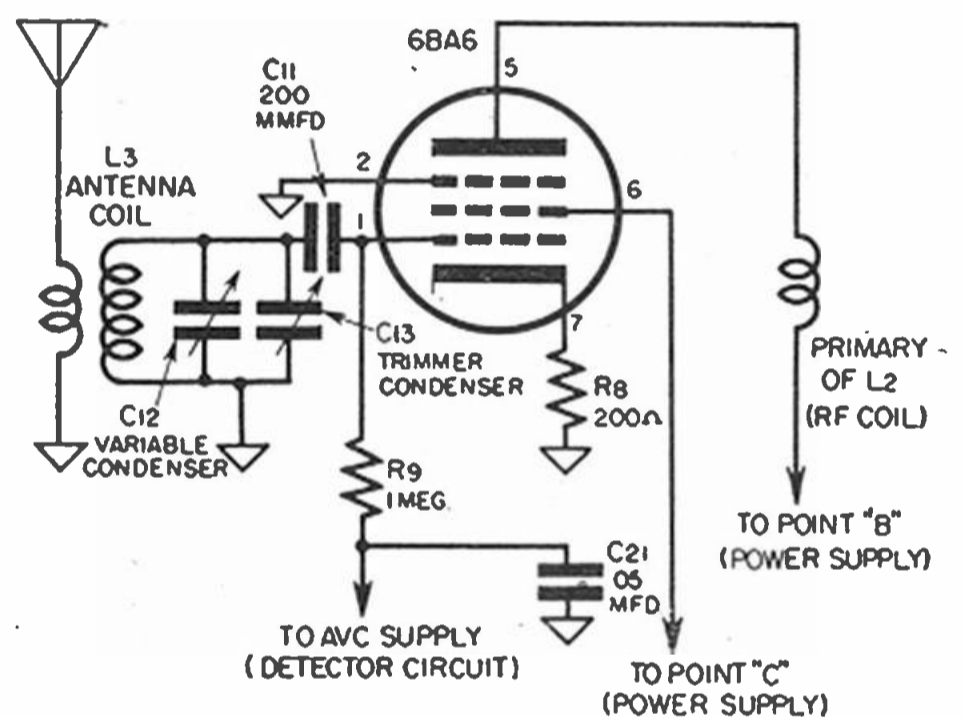 6BA6
5
C11
200
MMFD
2
6
L3
ANTENNA
COIL
1
7
C13
TRIMMER
CONDENSER
C12
VARIABLE
CONDENSER
R8
200Ω
PRIMARY
OF L2
(RF COIL)
R9
1 MEG.
TO POINT "B"
(POWER SUPPLY)
C21
.05
MFD
TO AVC SUPPLY
(DETECTOR CIRCUIT)
TO POINT "C"
(POWER SUPPLY)